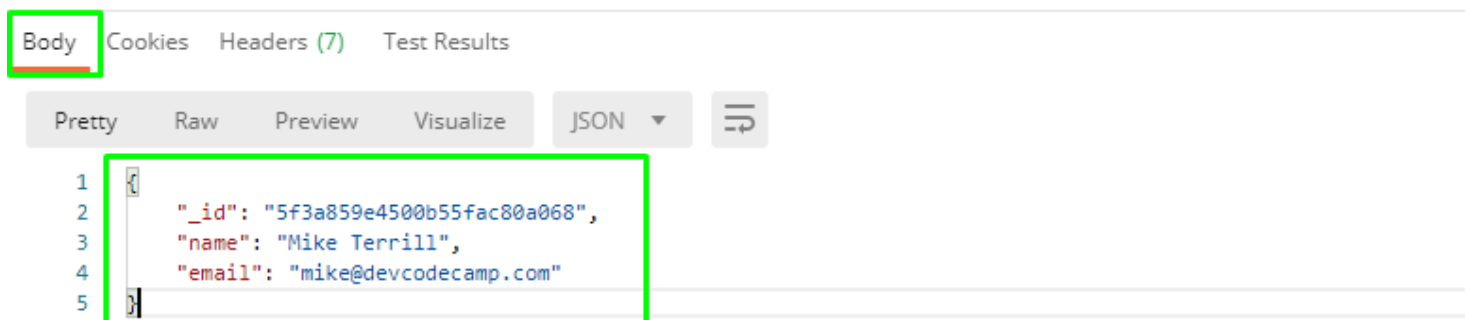 Body Cookies Headers (7) Test Results
Pretty Raw Preview Visualize JSON
1 {
2 "_id": "5f3a859e4500b55fac80a068",
3 "name": "Mike Terrill",
4 "email": "mike@devcodecamp.com"
5 }